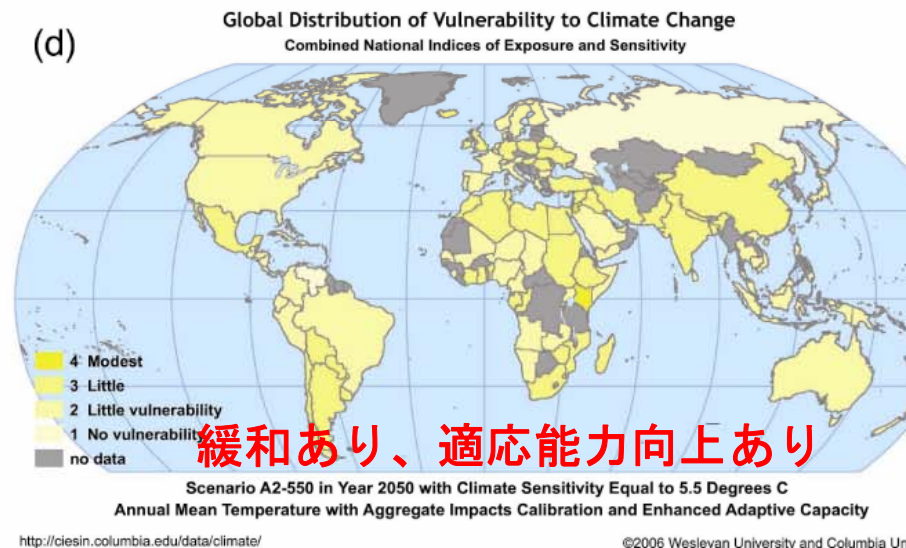 Global Distribution of Vulnerability to Climate Change
(d)
Combined National Indices of Exposure and Sensitivity
4 Modest
3 Little
2 Little vulnerability
1 No vulnerability
no data
緩和あり、適応能力向上あり
Scenario A2-550 in Year 2050 with Climate Sensitivity Equal to 5.5 Degrees C
Annual Mean Temperature with Aggregate Impacts Calibration and Enhanced Adaptive Capacity
http://ciesin.columbia.edu/data/climate/
©2006 Wesleyan University and Columbia Un